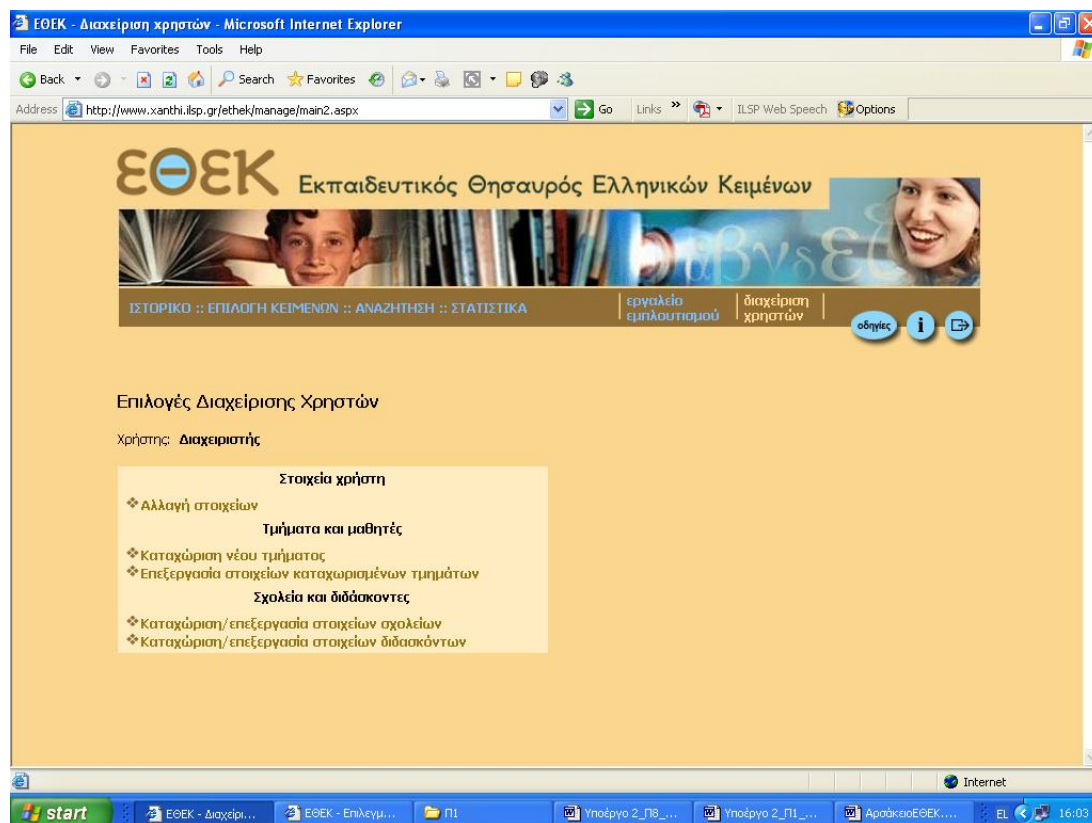 ΕΘΕΚ - Διαχείριση χρηστών - Microsoft Internet Explorer
File Edit View Favorites Tools Help
Back Search Favorites
Address http://www.xanthi.ilsp.gr/ethek/manage/main2.aspx Go Links » ILSP Web Speech Options
εΘεκ Εκπαιδευτικός Θησαυρός Ελληνικών Κειμένων
αβγδεζ
ΙΣΤΟΡΙΚΟ :: ΕΠΙΛΟΓΗ ΚΕΙΜΕΝΩΝ :: ΑΝΑΖΗΤΗΣΗ :: ΣΤΑΤΙΣΤΙΚΑ
εργαλείο εμπλουτισμού
διαχείριση χρηστών
οδηγίες i
Επιλογές Διαχείρισης Χρηστών
Χρήστης: Διαχειριστής
Στοιχεία χρήστη
Αλλαγή στοιχείων
Τμήματα και μαθητές
Καταχώριση νέου τμήματος
Επεξεργασία στοιχείων καταχωρισμένων τμημάτων
Σχολεία και διδάσκοντες
Καταχώριση/επεξεργασία στοιχείων σχολείων
Καταχώριση/επεξεργασία στοιχείων διδασκόντων
Internet
start ΕΘΕΚ - Διαχείρι... ΕΘΕΚ - Επιλεγμ... Π1 Υποέργο 2_Π8_... Υποέργο 2_Π1_... ΑρσάκειοΕΘΕΚ.... EL 16:03